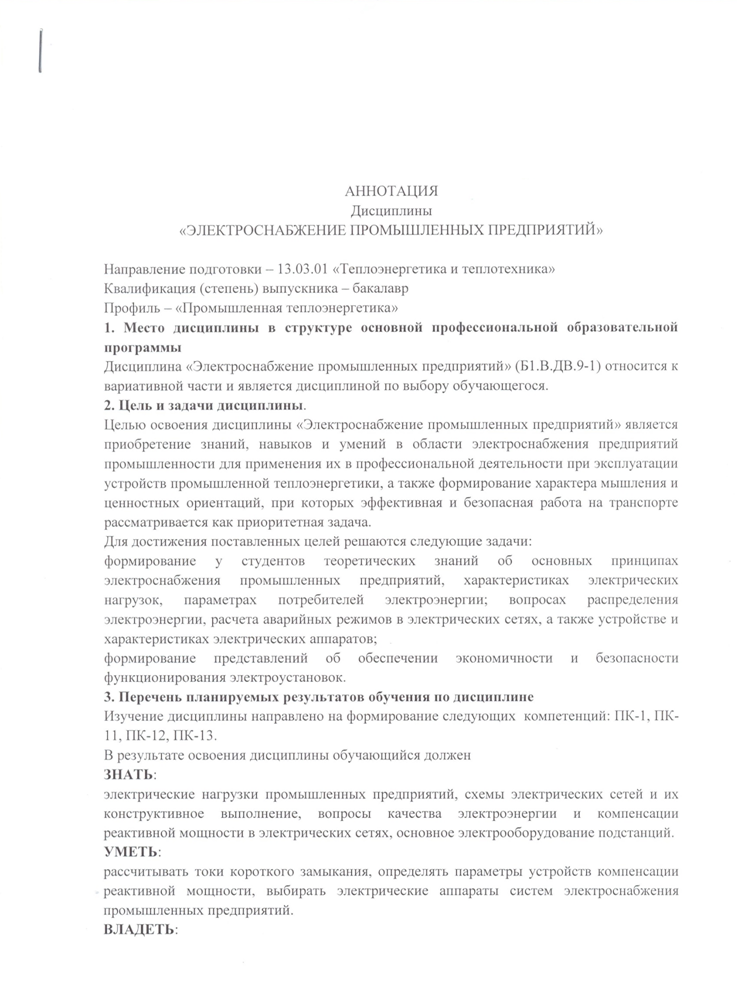 АННОТАЦИЯ
Дисциплины
«ЭЛЕКТРОСНАБЖЕНИЕ ПРОМЫШЛЕННЫХ ПРЕДПРИЯТИЙ»
Направление подготовки – 13.03.01 «Теплоэнергетика и теплотехника»
Квалификация (степень) выпускника – бакалавр
Профиль – «Промышленная теплоэнергетика»
1. Место дисциплины в структуре основной профессиональной образовательной
программы
Дисциплина «Электроснабжение промышленных предприятий» (Б1.В.ДВ.9-1) относится к
вариативной части и является дисциплиной по выбору обучающегося.
2. Цель и задачи дисциплины.
Целью освоения дисциплины «Электроснабжение промышленных предприятий» является
приобретение знаний, навыков и умений в области электроснабжения предприятий
промышленности для применения их в профессиональной деятельности при эксплуатации
устройств промышленной теплоэнергетики, а также формирование характера мышления и
ценностных ориентаций, при которых эффективная и безопасная работа на транспорте
рассматривается как приоритетная задача.
Для достижения поставленных целей решаются следующие задачи:
формирование у студентов теоретических знаний об основных принципах
электроснабжения промышленных предприятий, характеристиках электрических
нагрузок, параметрах потребителей электроэнергии; вопросах распределения
электроэнергии, расчета аварийных режимов в электрических сетях, а также устройстве и
характеристиках электрических аппаратов;
формирование представлений об обеспечении экономичности и безопасности
функционирования электроустановок.
3. Перечень планируемых результатов обучения по дисциплине
Изучение дисциплины направлено на формирование следующих компетенций: ПК-1, ПК-
11, ПК-12, ПК-13.
В результате освоения дисциплины обучающийся должен
ЗНАТЬ:
электрические нагрузки промышленных предприятий, схемы электрических сетей и их
конструктивное выполнение, вопросы качества электроэнергии и компенсации
реактивной мощности в электрических сетях, основное электрооборудование подстанций.
УМЕТЬ:
рассчитывать токи короткого замыкания, определять параметры устройств компенсации
реактивной мощности, выбирать электрические аппараты систем электроснабжения
промышленных предприятий.
ВЛАДЕТЬ: